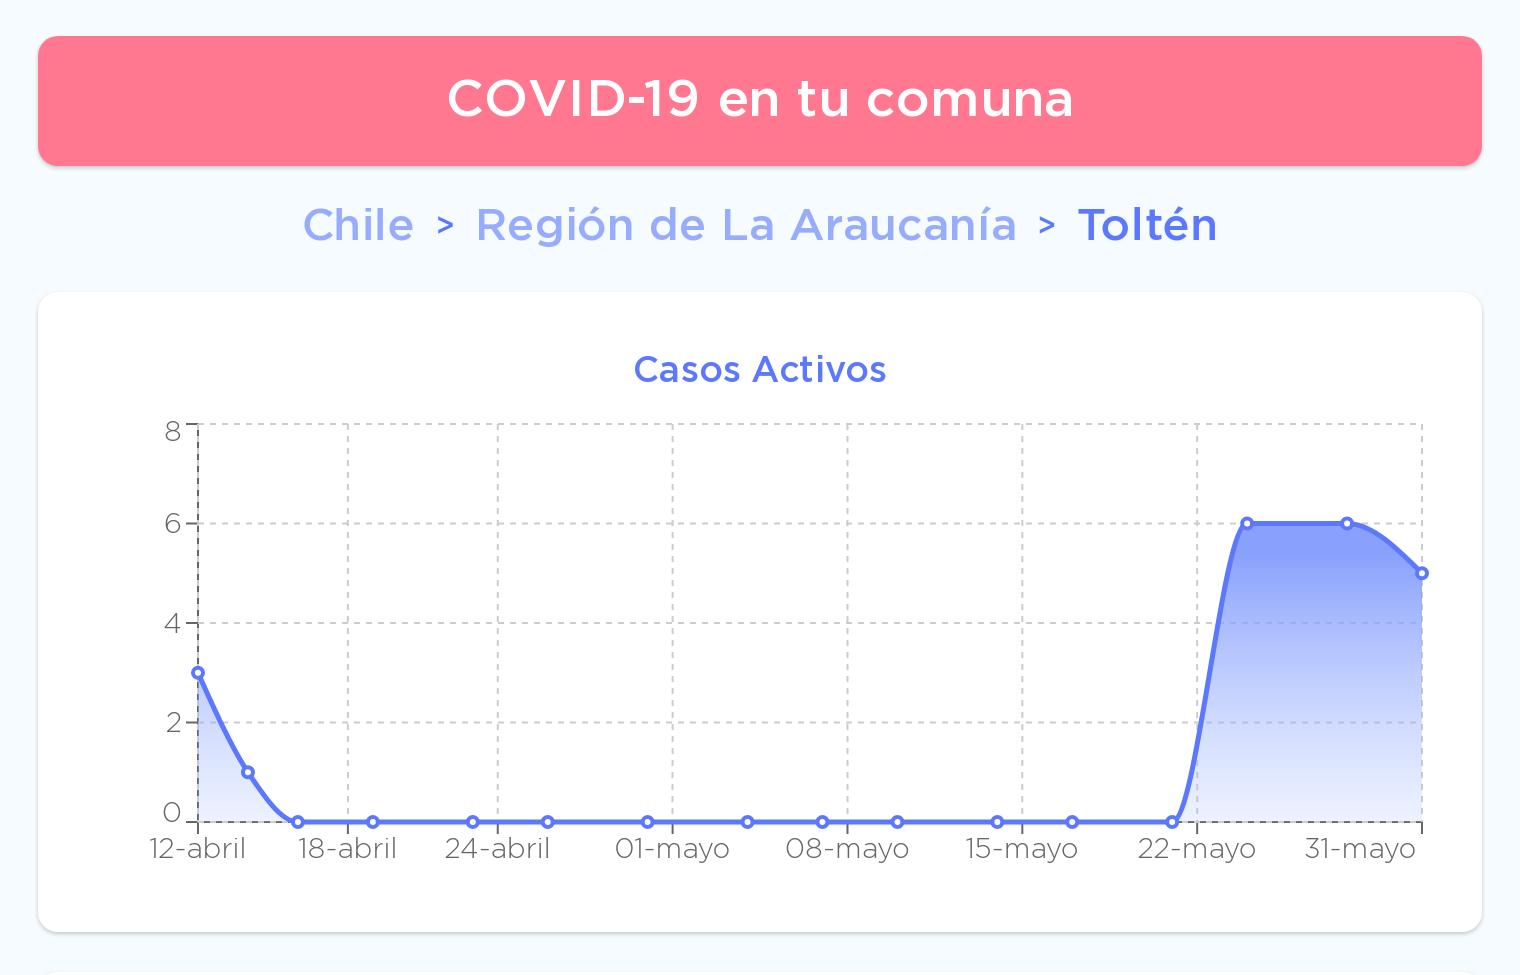 COVID-19 en tu comuna
Chile > Región de La Araucanía > Toltén
Casos Activos
8
6
4
2
0
12-abril 18-abril 24-abril 01-mayo 08-mayo 15-mayo 22-mayo 31-mayo